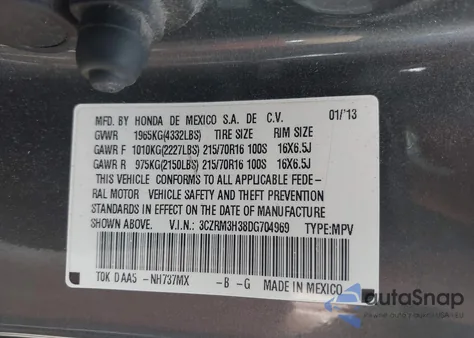 MFD. BY HONDA DE MEXICO S.A. DE C.V. 01/'13
GVWR 1965KG(4332LBS) TIRE SIZE RIM SIZE
GAWR F 1010KG(2227LBS) 215/70R16 100S 16X6.5J
GAWR R 975KG(2150LBS) 215/70R16 100S 16X6.5J
THIS VEHICLE CONFORMS TO ALL APPLICABLE FEDE-
RAL MOTOR VEHICLE SAFETY AND THEFT PREVENTION
STANDARDS IN EFFECT ON THE DATE OF MANUFACTURE
SHOWN ABOVE. V.I.N.: 3CZRM3H38DG704969 TYPE:MPV
T0K D AA5 -NH737MX -B -G MADE IN MEXICO
autoSnap